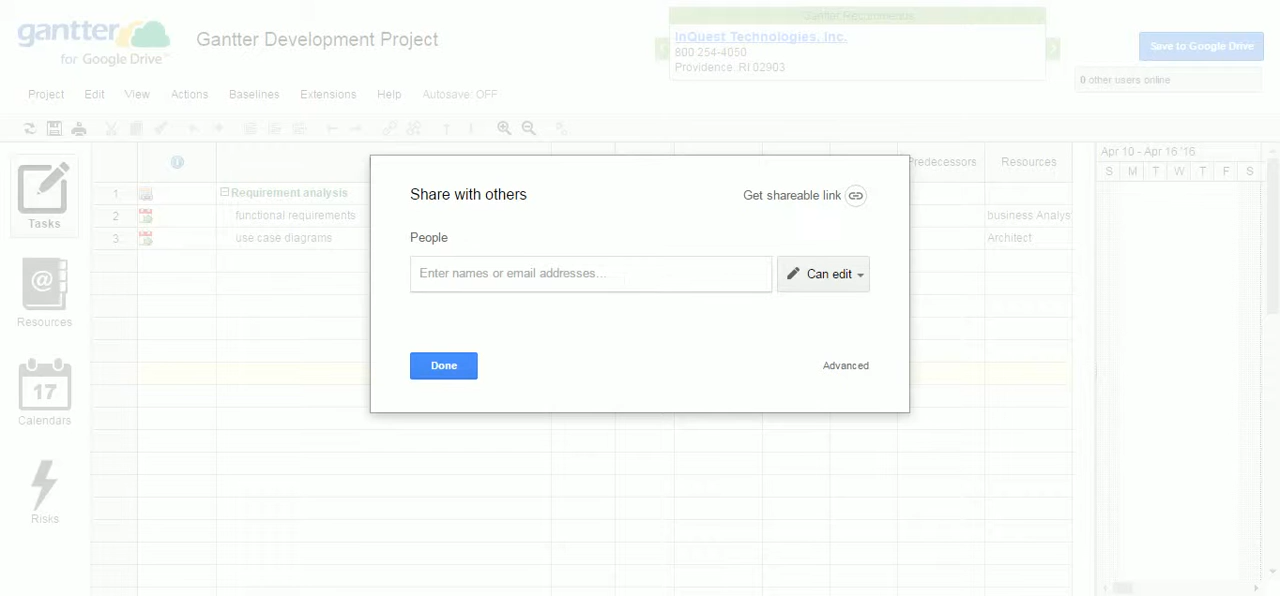 gantter
for Google Drive™
Gantter Development Project
Gantter Recommends
InQuest Technologies, Inc.
800 254-4050
Providence, RI 02903
Save to Google Drive
0 other users online
Project Edit View Actions Baselines Extensions Help Autosave: OFF
Predecessors Resources
Apr 10 - Apr 16 '16
S M T W T F S
Tasks
1 Requirement analysis
2 functional requirements business Analys
3 use case diagrams Architect
Share with others
Get shareable link
People
Enter names or email addresses...
Can edit
Done
Advanced
@
Resources
17
Calendars
Risks